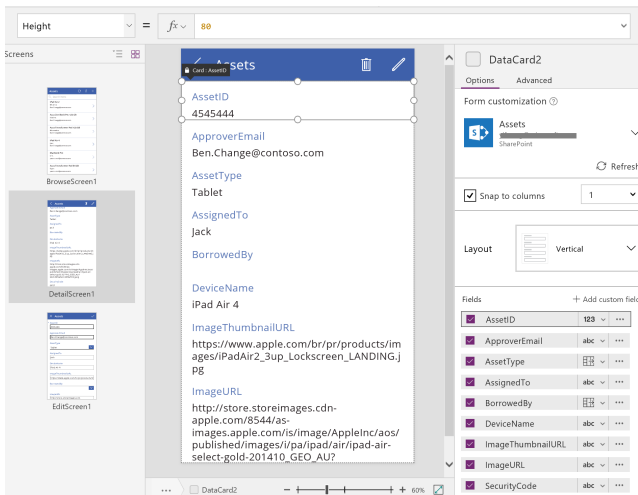 Height
=
fx
80
Screens
BrowseScreen1
DetailScreen1
EditScreen1
Assets
Card : AssetID
AssetID
4545444
ApproverEmail
Ben.Change@contoso.com
AssetType
Tablet
AssignedTo
Jack
BorrowedBy
DeviceName
iPad Air 4
ImageThumbnailURL
https://www.apple.com/br/pr/products/im
ages/iPadAir2_3up_Lockscreen_LANDING.j
pg
ImageURL
http://store.storeimages.cdn-
apple.com/8544/as-
images.apple.com/is/image/AppleInc/aos/
published/images/i/pa/ipad/air/ipad-air-
select-gold-201410_GEO_AU?
DataCard2
60%
DataCard2
Options Advanced
Form customization
Assets
SharePoint
Refresh
Snap to columns 1
Layout Vertical
Fields + Add custom field
AssetID 123
ApproverEmail abc
AssetType
AssignedTo abc
BorrowedBy
DeviceName abc
ImageThumbnailURL abc
ImageURL abc
SecurityCode abc